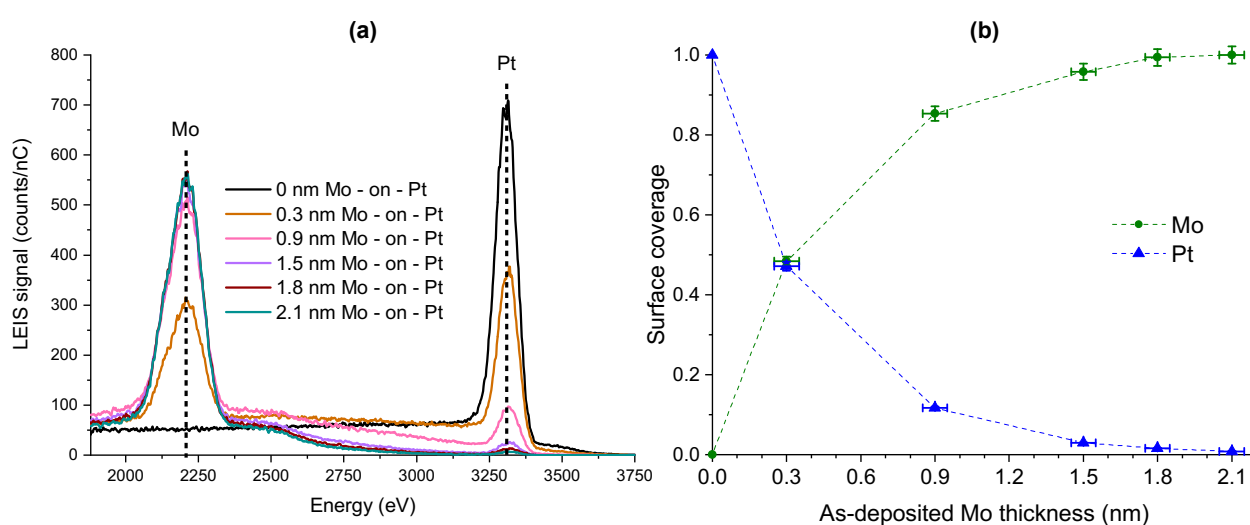 (a)
800
700
600
500
400
300
200
100
0
LEIS signal (counts/nC)
Mo
Pt
0 nm Mo - on - Pt
0.3 nm Mo - on - Pt
0.9 nm Mo - on - Pt
1.5 nm Mo - on - Pt
1.8 nm Mo - on - Pt
2.1 nm Mo - on - Pt
2000 2250 2500 2750 3000 3250 3500 3750
Energy (eV)
(b)
1.0
0.8
0.6
0.4
0.2
0.0
Surface coverage
Mo
Pt
0.0 0.3 0.6 0.9 1.2 1.5 1.8 2.1
As-deposited Mo thickness (nm)